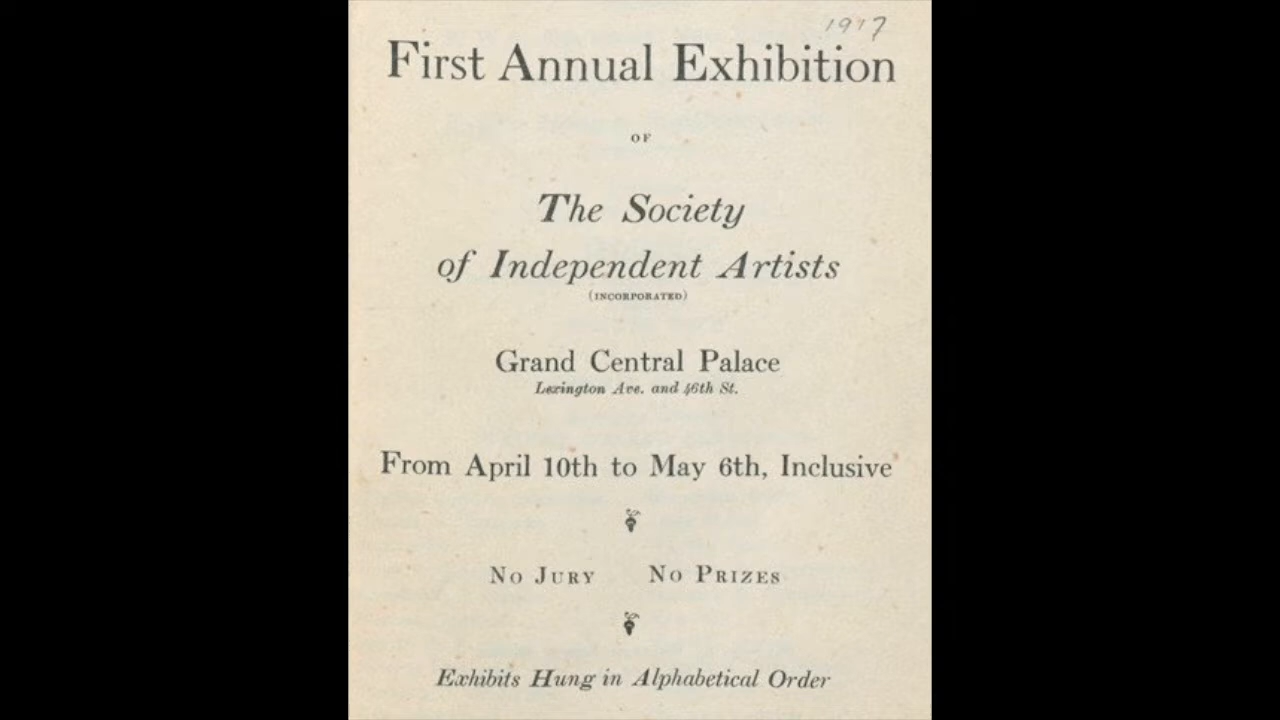 1917
First Annual Exhibition
OF
The Society
of Independent Artists
(INCORPORATED)
Grand Central Palace
Lexington Ave. and 46th St.
From April 10th to May 6th, Inclusive
No Jury No Prizes
Exhibits Hung in Alphabetical Order